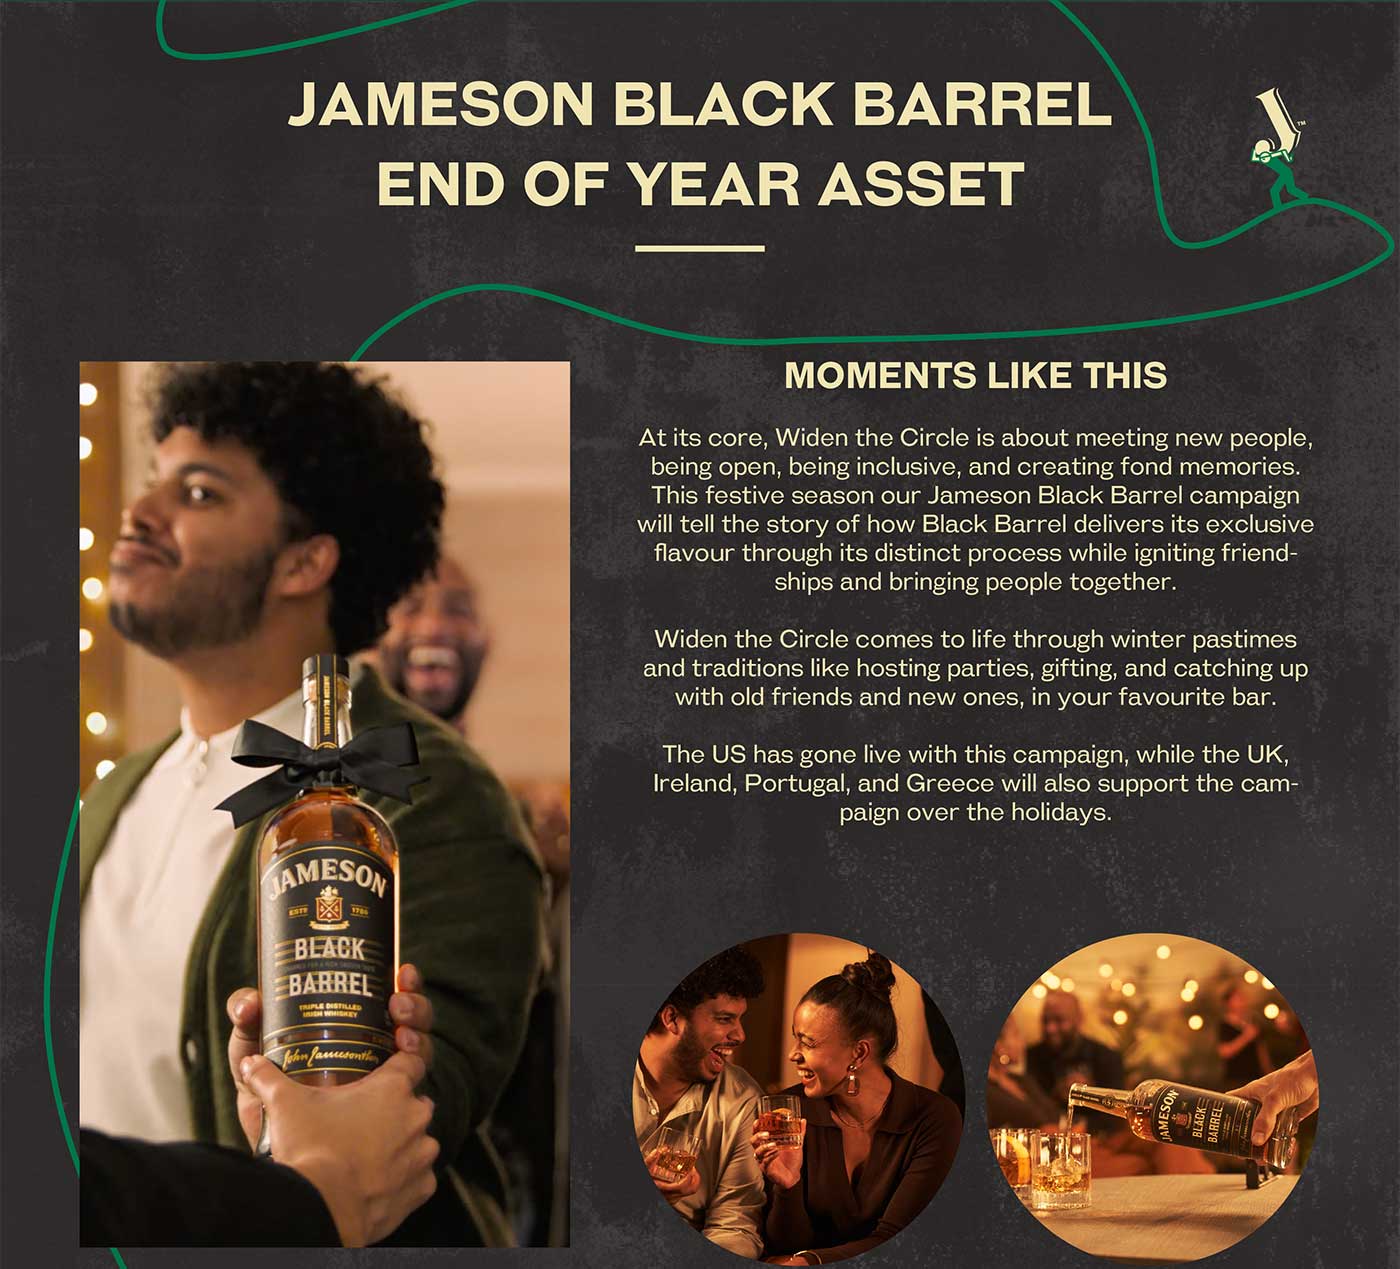 JAMESON BLACK BARREL
END OF YEAR ASSET
J™
MOMENTS LIKE THIS
At its core, Widen the Circle is about meeting new people,
being open, being inclusive, and creating fond memories.
This festive season our Jameson Black Barrel campaign
will tell the story of how Black Barrel delivers its exclusive
flavour through its distinct process while igniting friend-
ships and bringing people together.
Widen the Circle comes to life through winter pastimes
and traditions like hosting parties, gifting, and catching up
with old friends and new ones, in your favourite bar.
The US has gone live with this campaign, while the UK,
Ireland, Portugal, and Greece will also support the cam-
paign over the holidays.
JAMESON BLACK BARREL
JAMESON
ESTD 1780
BLACK
BARREL
TRIPLE DISTILLED
IRISH WHISKEY
JAMESON
BLACK
BARREL